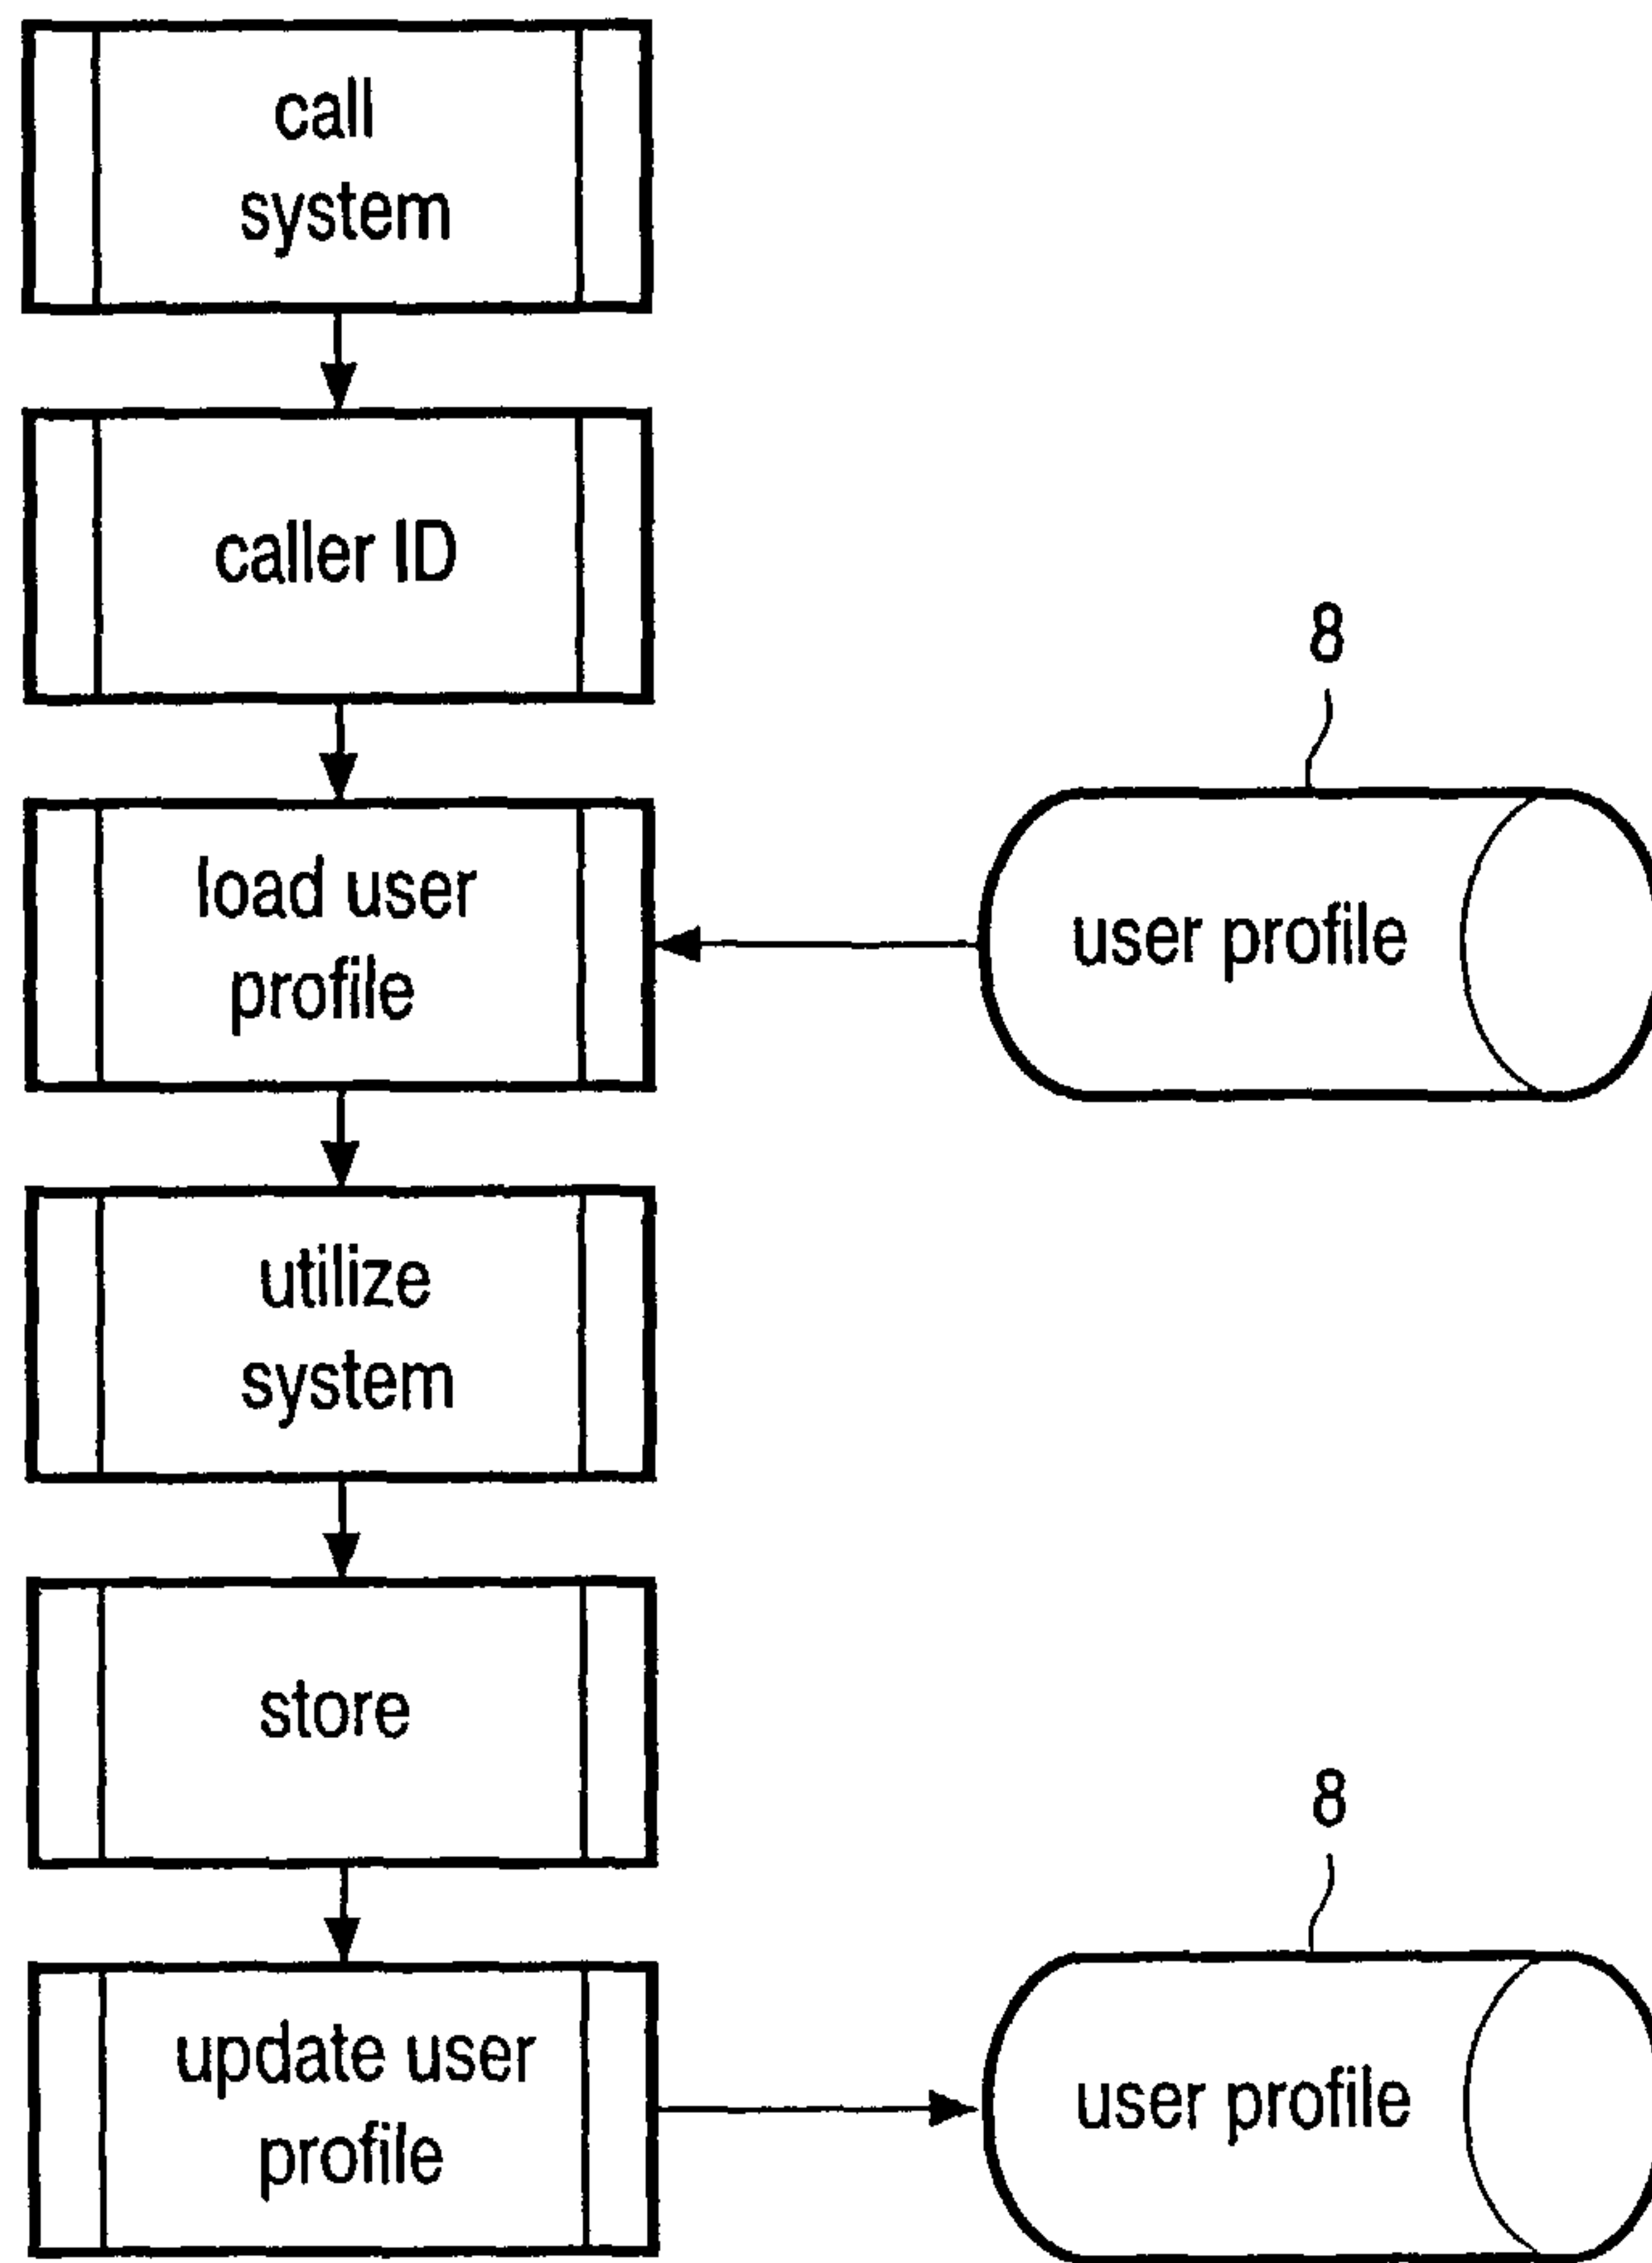 call
system
caller ID
8
load user
profile
user profile
utilize
system
store
8
update user
profile
user profile